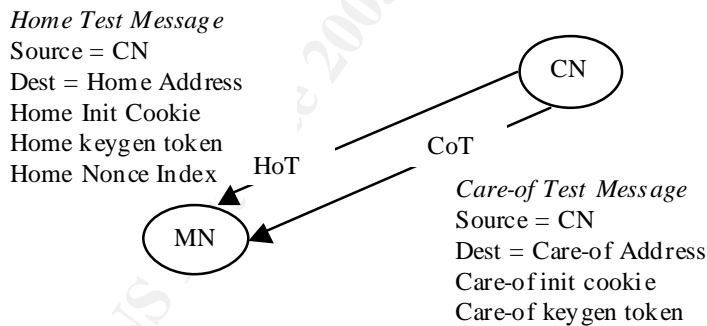 Home Test Message
Source = CN
Dest = Home Address
Home Init Cookie
Home keygen token
Home Nonce Index
CN
HoT
CoT
MN
Care-of Test Message
Source = CN
Dest = Care-of Address
Care-of init cookie
Care-of keygen token